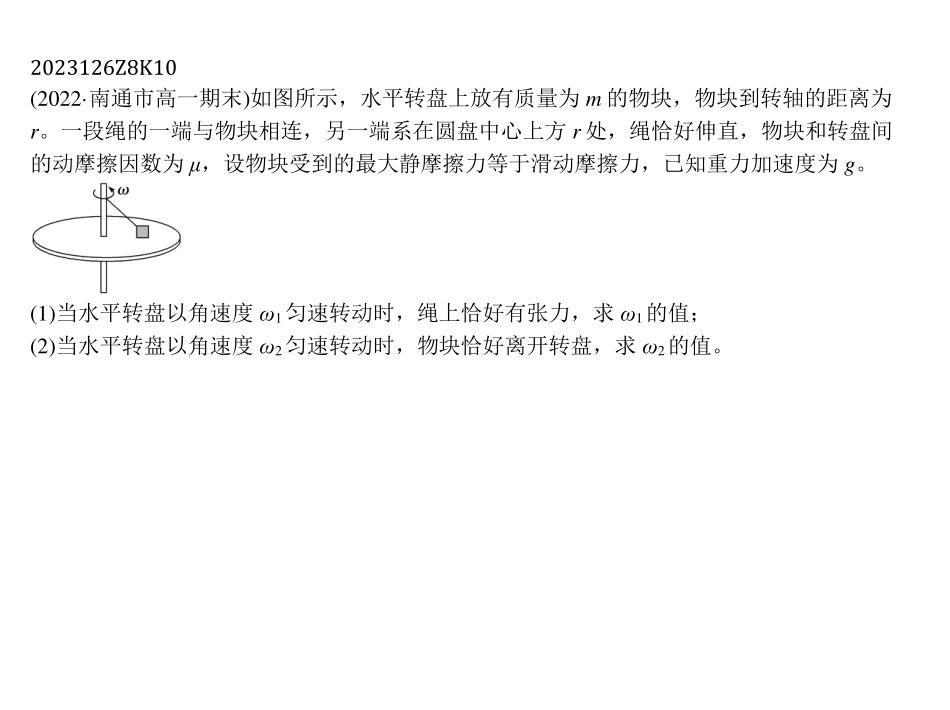 2023126Z8K10
(2022·南通市高一期末)如图所示，水平转盘上放有质量为 m 的物块，物块到转轴的距离为
r。一段绳的一端与物块相连，另一端系在圆盘中心上方 r 处，绳恰好伸直，物块和转盘间
的动摩擦因数为 μ，设物块受到的最大静摩擦力等于滑动摩擦力，已知重力加速度为 g。
ω
(1)当水平转盘以角速度 ω₁ 匀速转动时，绳上恰好有张力，求 ω₁ 的值；
(2)当水平转盘以角速度 ω₂ 匀速转动时，物块恰好离开转盘，求 ω₂ 的值。